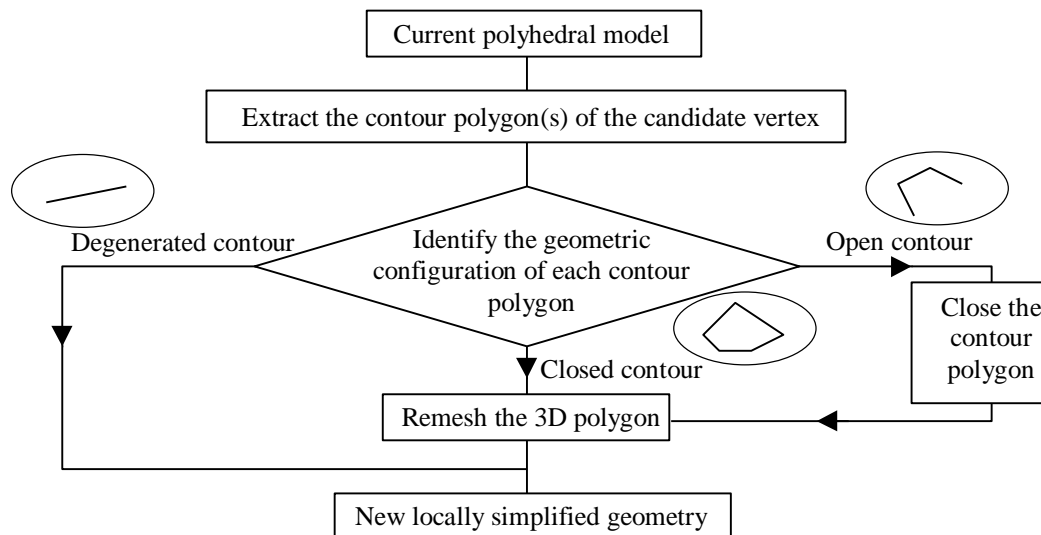 Current polyhedral model
Extract the contour polygon(s) of the candidate vertex
Degenerated contour
Identify the geometric
configuration of each contour
polygon
Open contour
Close the
contour
polygon
Closed contour
Remesh the 3D polygon
New locally simplified geometry